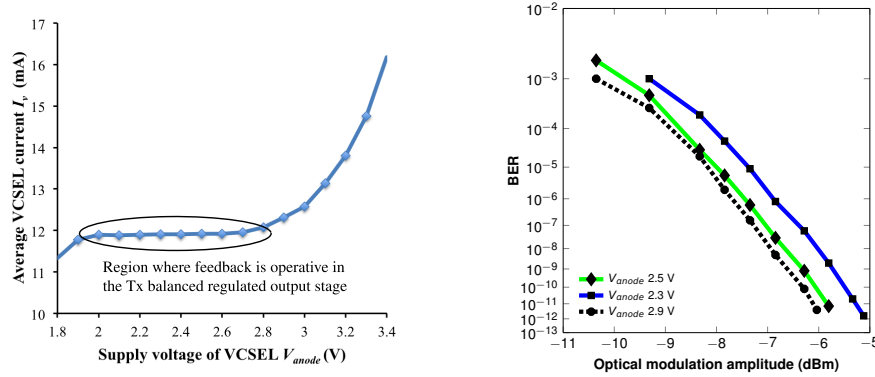 Average VCSEL current Iv (mA)
17
16
15
14
13
12
11
10
Region where feedback is operative in
the Tx balanced regulated output stage
1.8 2 2.2 2.4 2.6 2.8 3 3.2 3.4
Supply voltage of VCSEL Vanode (V)
BER
10−2
10−3
10−4
10−5
10−6
10−7
10−8
10−9
10−10
10−11
10−12
10−13
Vanode 2.5 V
Vanode 2.3 V
Vanode 2.9 V
−11 −10 −9 −8 −7 −6 −5
Optical modulation amplitude (dBm)